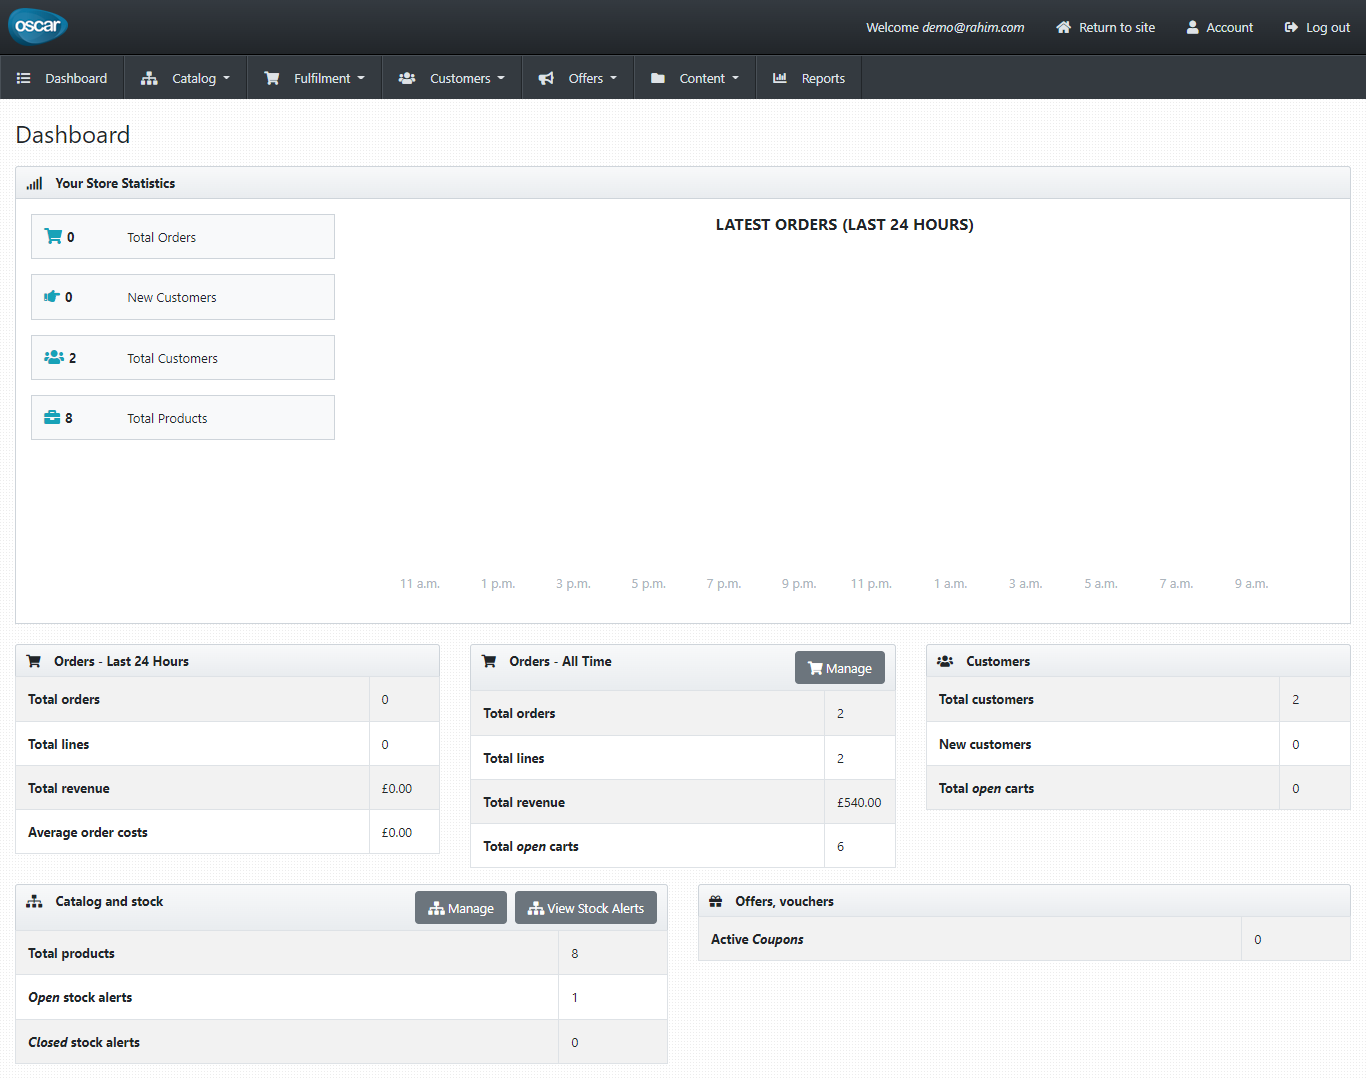 oscar
Welcome demo@rahim.com Return to site Account Log out
Dashboard Catalog Fulfilment Customers Offers Content Reports
Dashboard
Your Store Statistics
0 Total Orders
0 New Customers
2 Total Customers
8 Total Products
LATEST ORDERS (LAST 24 HOURS)
11 a.m. 1 p.m. 3 p.m. 5 p.m. 7 p.m. 9 p.m. 11 p.m. 1 a.m. 3 a.m. 5 a.m. 7 a.m. 9 a.m.
Orders - Last 24 Hours
Total orders 0
Total lines 0
Total revenue £0.00
Average order costs £0.00
Orders - All Time Manage
Total orders 2
Total lines 2
Total revenue £540.00
Total open carts 6
Customers
Total customers 2
New customers 0
Total open carts 0
Catalog and stock Manage View Stock Alerts
Total products 8
Open stock alerts 1
Closed stock alerts 0
Offers, vouchers
Active Coupons 0